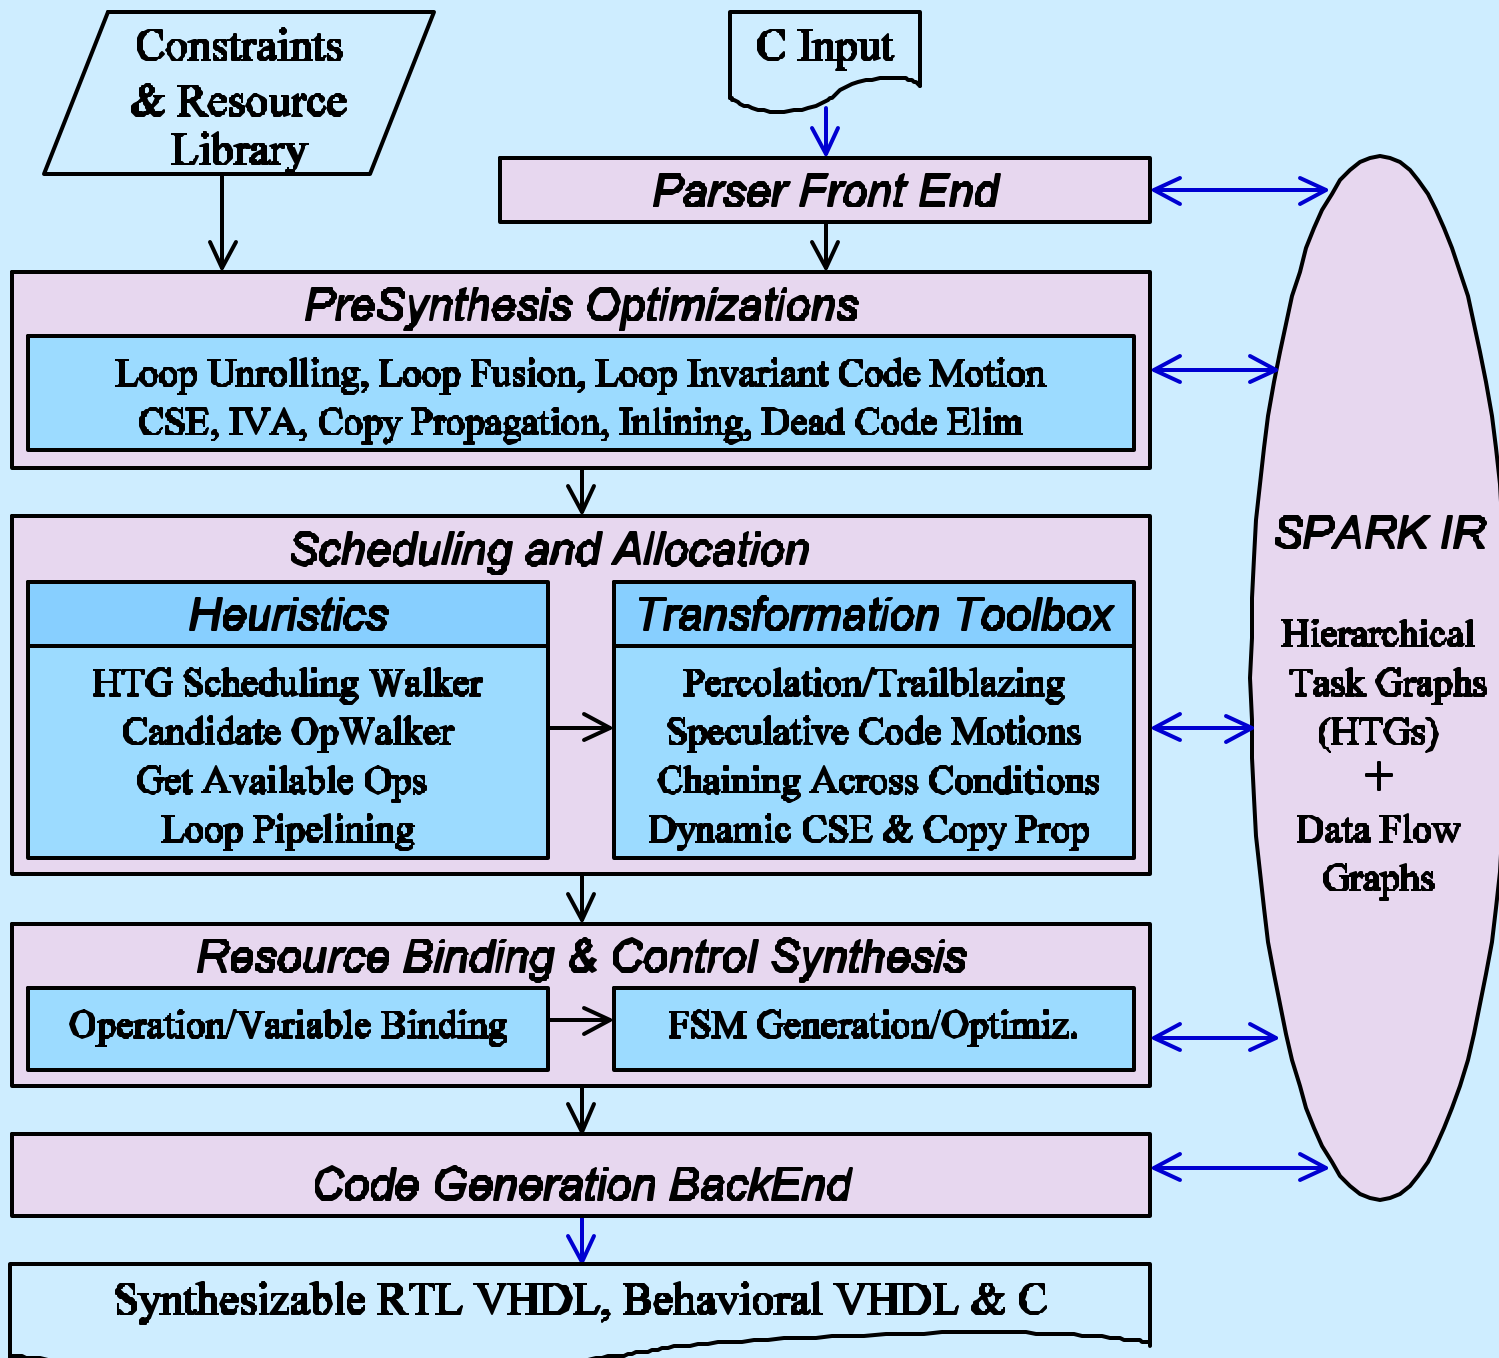 Constraints
& Resource
Library
C Input
Parser Front End
PreSynthesis Optimizations
Loop Unrolling, Loop Fusion, Loop Invariant Code Motion
CSE, IVA, Copy Propagation, Inlining, Dead Code Elim
Scheduling and Allocation
Heuristics
HTG Scheduling Walker
Candidate OpWalker
Get Available Ops
Loop Pipelining
Transformation Toolbox
Percolation/Trailblazing
Speculative Code Motions
Chaining Across Conditions
Dynamic CSE & Copy Prop
Resource Binding & Control Synthesis
Operation/Variable Binding
FSM Generation/Optimiz.
Code Generation BackEnd
Synthesizable RTL VHDL, Behavioral VHDL & C
SPARK IR
Hierarchical
Task Graphs
(HTGs)
+
Data Flow
Graphs